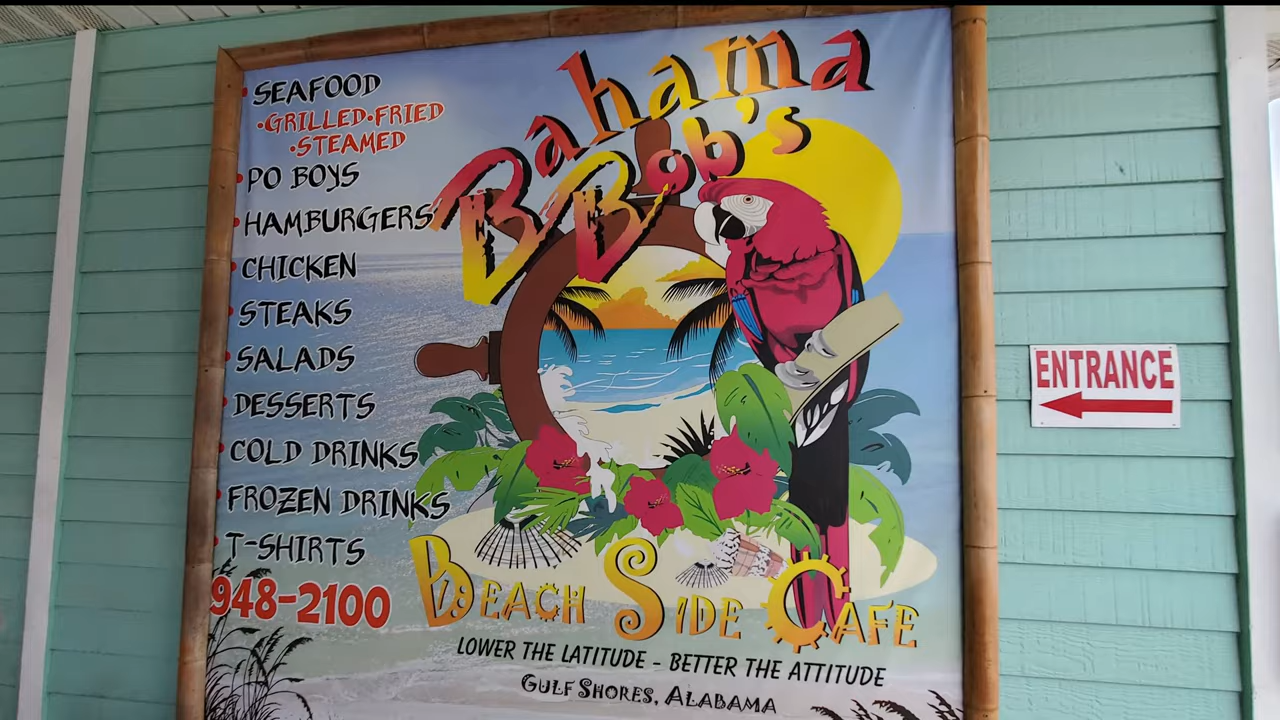 SEAFOOD
•GRILLED•FRIED
•STEAMED
PO BOYS
HAMBURGERS
CHICKEN
STEAKS
SALADS
DESSERTS
COLD DRINKS
FROZEN DRINKS
T-SHIRTS
948-2100
Bahama
Bob's
BEACH SIDE CAFE
LOWER THE LATITUDE - BETTER THE ATTITUDE
GULF SHORES, ALABAMA
ENTRANCE